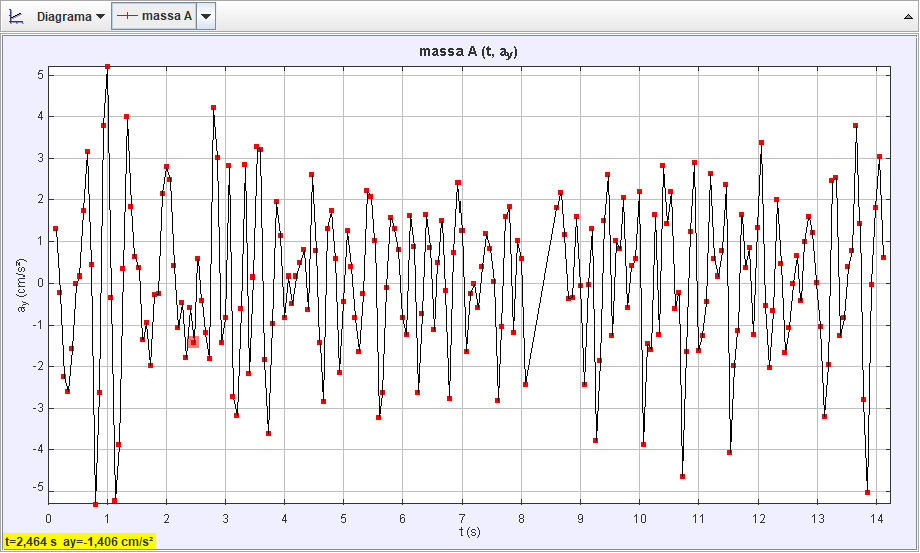 Diagrama massa A
massa A (t, ay)
5
4
3
2
1
0
-1
-2
-3
-4
-5
ay (cm/s²)
0 1 2 3 4 5 6 7 8 9 10 11 12 13 14
t (s)
t=2,464 s ay=-1,406 cm/s²